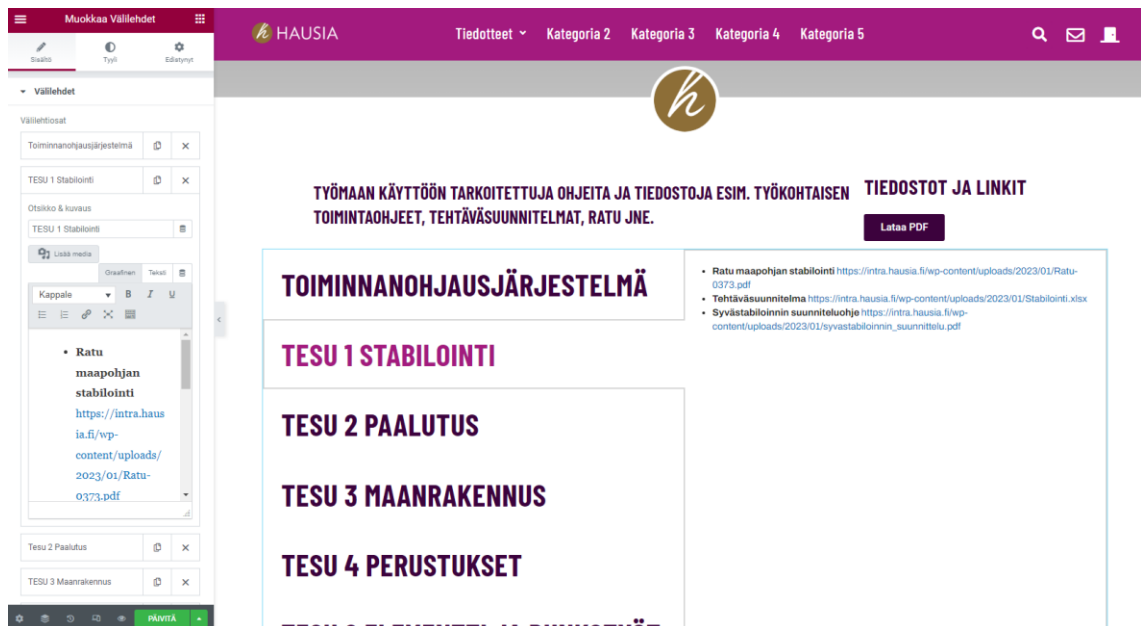 Muokkaa Välilehdet
Sisältö
Tyyli
Edistynyt
Välilehdet
Välilehtiosat
Toiminnanohjausjärjestelmä
TESU 1 Stabilointi
Otsikko & kuvaus
TESU 1 Stabilointi
Lisää media
Graafinen
Teksti
Kappale
B
I
U
Ratu
maapohjan
stabilointi
https://intra.haus
ia.fi/wp-
content/uploads/
2023/01/Ratu-
0373.pdf
Tesu 2 Paalutus
TESU 3 Maanrakennus
PÄIVITÄ
h HAUSIA
Tiedotteet
Kategoria 2
Kategoria 3
Kategoria 4
Kategoria 5
h
TYÖMAAN KÄYTTÖÖN TARKOITETTUJA OHJEITA JA TIEDOSTOJA ESIM. TYÖKOHTAISEN
TOIMINTAOHJEET, TEHTÄVÄSUUNNITELMAT, RATU JNE.
TIEDOSTOT JA LINKIT
Lataa PDF
TOIMINNANOHJAUSJÄRJESTELMÄ
TESU 1 STABILOINTI
TESU 2 PAALUTUS
TESU 3 MAANRAKENNUS
TESU 4 PERUSTUKSET
Ratu maapohjan stabilointi https://intra.hausia.fi/wp-content/uploads/2023/01/Ratu-
0373.pdf
Tehtäväsuunnitelma https://intra.hausia.fi/wp-content/uploads/2023/01/Stabilointi.xlsx
Syvästabiloinnin suunniteluohje https://intra.hausia.fi/wp-
content/uploads/2023/01/syvastabiloinnin_suunnittelu.pdf